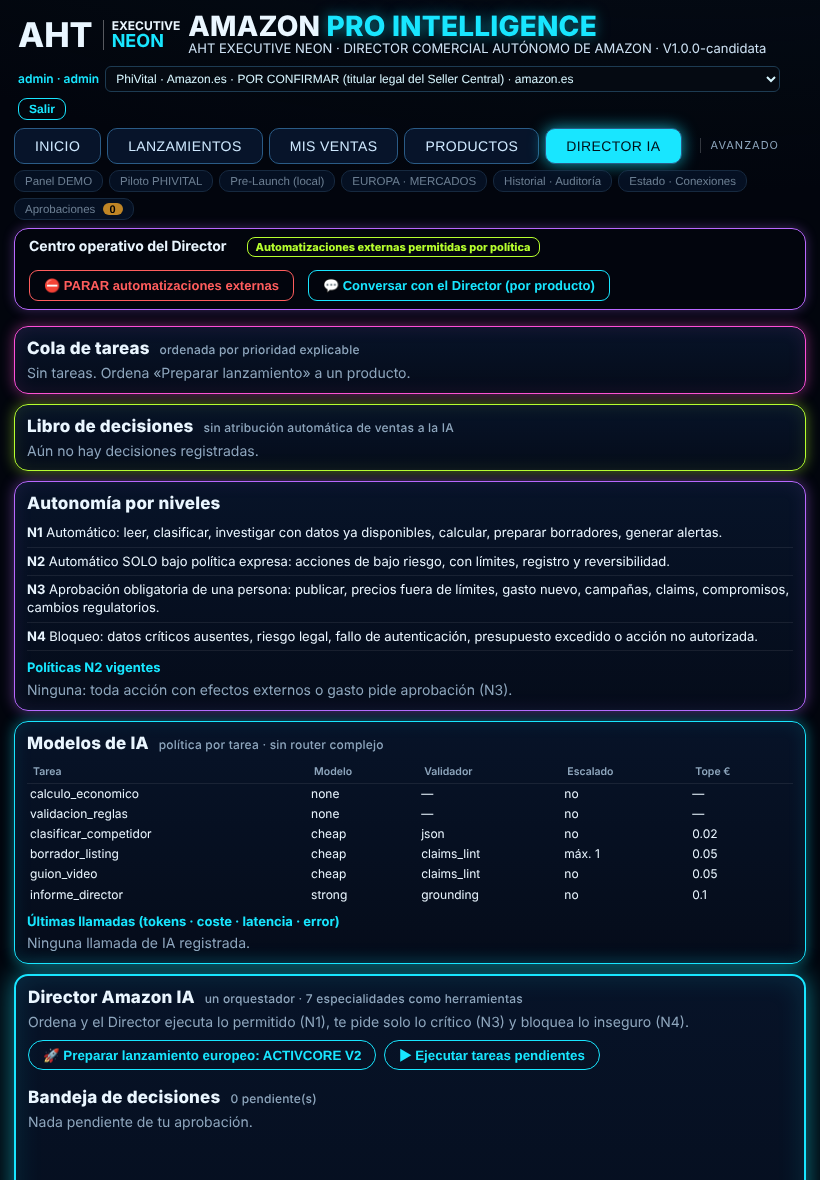 AHT EXECUTIVE NEON
AMAZON PRO INTELLIGENCE
AHT EXECUTIVE NEON · DIRECTOR COMERCIAL AUTÓNOMO DE AMAZON · V1.0.0-candidata
admin · admin PhiVital · Amazon.es · POR CONFIRMAR (titular legal del Seller Central) · amazon.es
Salir
INICIO LANZAMIENTOS MIS VENTAS PRODUCTOS DIRECTOR IA AVANZADO
Panel DEMO Piloto PHIVITAL Pre-Launch (local) EUROPA · MERCADOS Historial · Auditoría Estado · Conexiones
Aprobaciones 0
Centro operativo del Director Automatizaciones externas permitidas por política
⛔ PARAR automatizaciones externas 💬 Conversar con el Director (por producto)
Cola de tareas ordenada por prioridad explicable
Sin tareas. Ordena «Preparar lanzamiento» a un producto.
Libro de decisiones sin atribución automática de ventas a la IA
Aún no hay decisiones registradas.
Autonomía por niveles
N1 Automático: leer, clasificar, investigar con datos ya disponibles, calcular, preparar borradores, generar alertas.
N2 Automático SOLO bajo política expresa: acciones de bajo riesgo, con límites, registro y reversibilidad.
N3 Aprobación obligatoria de una persona: publicar, precios fuera de límites, gasto nuevo, campañas, claims, compromisos,
cambios regulatorios.
N4 Bloqueo: datos críticos ausentes, riesgo legal, fallo de autenticación, presupuesto excedido o acción no autorizada.
Políticas N2 vigentes
Ninguna: toda acción con efectos externos o gasto pide aprobación (N3).
Modelos de IA política por tarea · sin router complejo
Tarea Modelo Validador Escalado Tope €
calculo_economico none — no —
validacion_reglas none — no —
clasificar_competidor cheap json no 0.02
borrador_listing cheap claims_lint máx. 1 0.05
guion_video cheap claims_lint no 0.05
informe_director strong grounding no 0.1
Últimas llamadas (tokens · coste · latencia · error)
Ninguna llamada de IA registrada.
Director Amazon IA un orquestador · 7 especialidades como herramientas
Ordena y el Director ejecuta lo permitido (N1), te pide solo lo crítico (N3) y bloquea lo inseguro (N4).
🚀 Preparar lanzamiento europeo: ACTIVCORE V2 ▶ Ejecutar tareas pendientes
Bandeja de decisiones 0 pendiente(s)
Nada pendiente de tu aprobación.